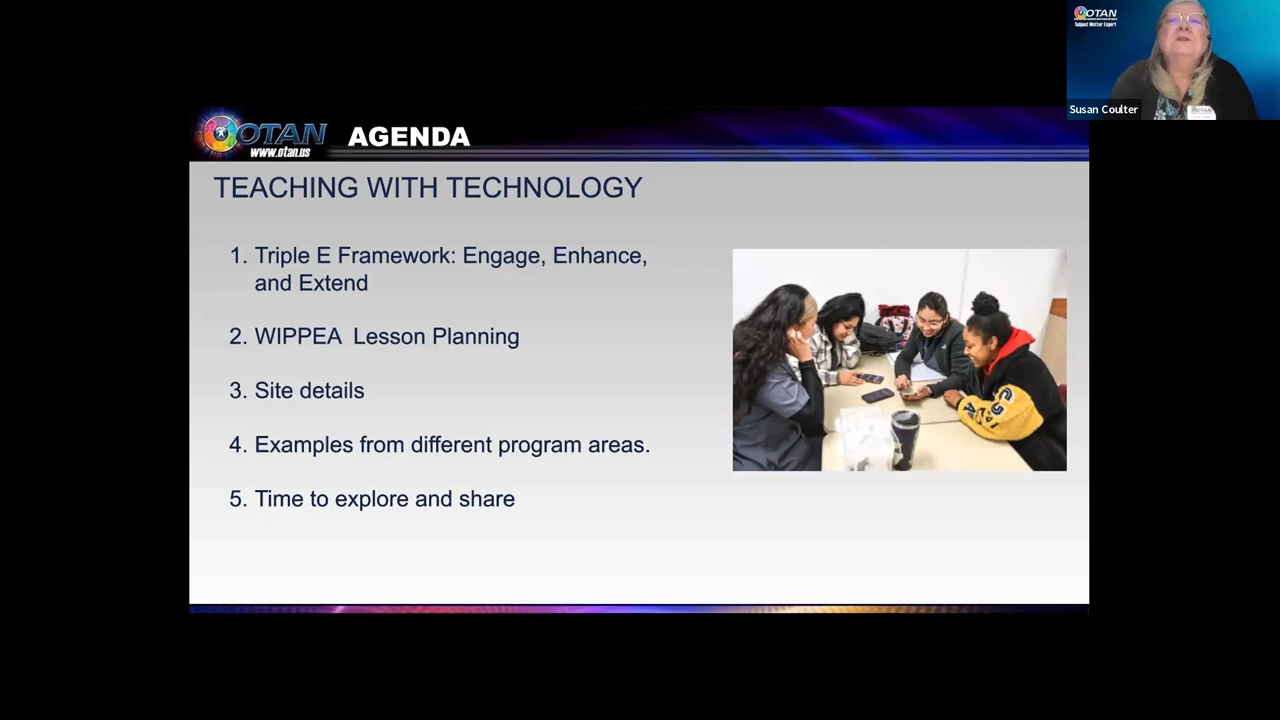 OTAN
Subject Matter Expert
Susan Coulter
OTAN
www.otan.us
AGENDA
TEACHING WITH TECHNOLOGY
1. Triple E Framework: Engage, Enhance,
and Extend
2. WIPPEA Lesson Planning
3. Site details
4. Examples from different program areas.
5. Time to explore and share